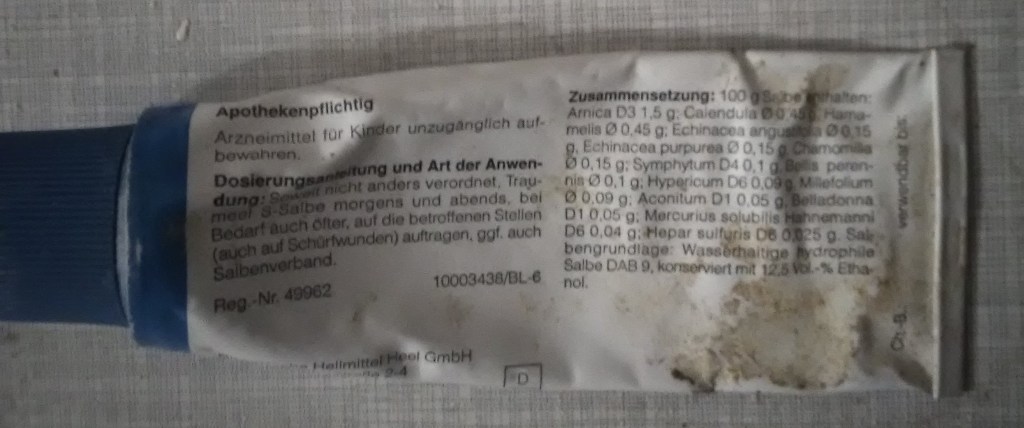 Apothekenpflichtig
Arzneimittel für Kinder unzugänglich auf-
bewahren.
Dosierungsanleitung und Art der Anwen-
dung: Soweit nicht anders verordnet, Trau-
meel S-Salbe morgens und abends, bei
Bedarf auch öfter, auf die betroffenen Stellen
(auch auf Schürfwunden) auftragen, ggf. auch
Salbenverband.
10003438/BL-6
Reg.-Nr. 49962
Heilmittel Heel GmbH
2-4
D
Zusammensetzung: 100 g Salbe enthalten:
Arnica D3 1,5 g; Calendula Ø 0,45 g, Hama-
melis Ø 0,45 g; Echinacea angustifolia Ø 0,15
g, Echinacea purpurea Ø 0,15 g, Chamomilla
Ø 0,15 g; Symphytum D4 0,1 g, Bellis peren-
nis Ø 0,1 g; Hypericum D6 0,09 g, Millefolium
Ø 0,09 g; Aconitum D1 0,05 g, Belladonna
D1 0,05 g; Mercurius solubilis Hahnemanni
D6 0,04 g; Hepar sulfuris D6 0,025 g. Sal-
bengrundlage: Wasserhaltige hydrophile
Salbe DAB 9, konserviert mit 12,5 Vol.-% Etha-
nol.
Ch.-B.
verwendbar bis: